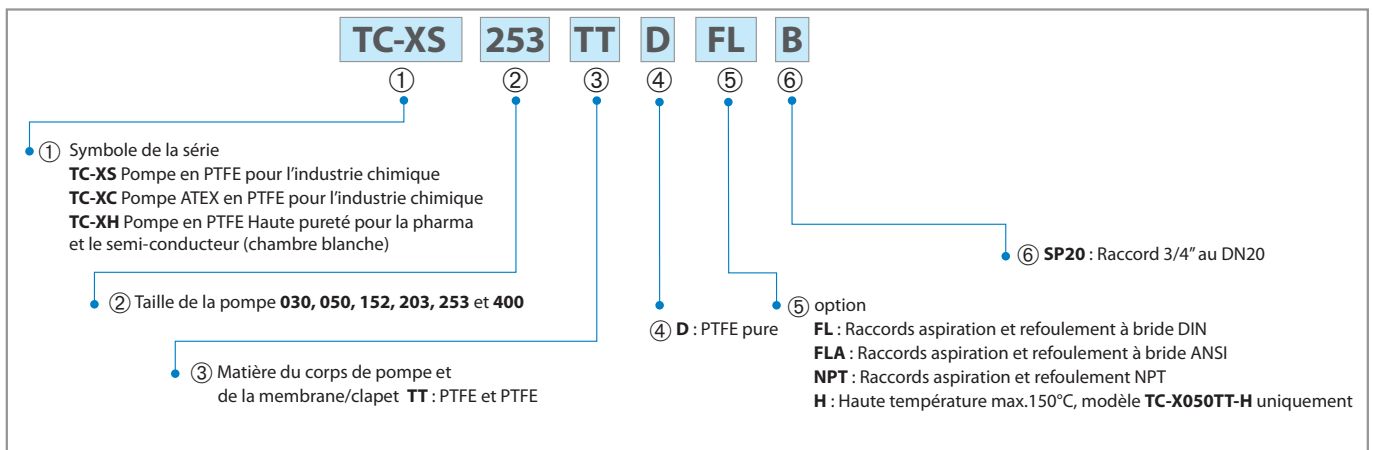 TC-XS 253 TT D FL B
① ② ③ ④ ⑤ ⑥
① Symbole de la série
TC-XS Pompe en PTFE pour l'industrie chimique
TC-XC Pompe ATEX en PTFE pour l'industrie chimique
TC-XH Pompe en PTFE Haute pureté pour la pharma
et le semi-conducteur (chambre blanche)
⑥ SP20 : Raccord 3/4" au DN20
② Taille de la pompe 030, 050, 152, 203, 253 et 400
④ D : PTFE pure
⑤ option
FL : Raccords aspiration et refoulement à bride DIN
FLA : Raccords aspiration et refoulement à bride ANSI
NPT : Raccords aspiration et refoulement NPT
H : Haute température max.150°C, modèle TC-X050TT-H uniquement
③ Matière du corps de pompe et
de la membrane/clapet TT : PTFE et PTFE